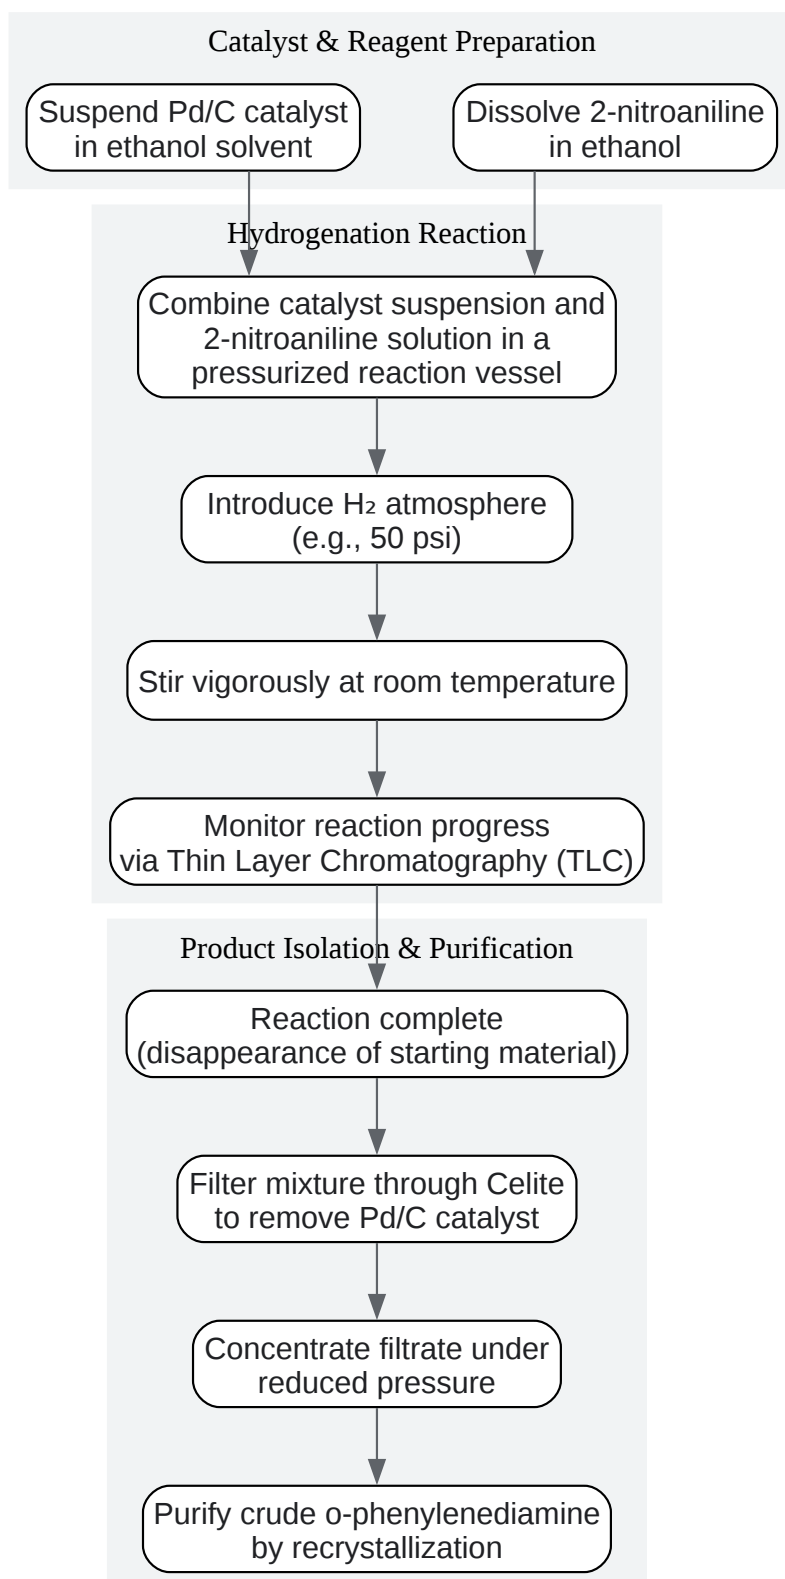 Catalyst & Reagent Preparation
Suspend Pd/C catalyst
in ethanol solvent
Dissolve 2-nitroaniline
in ethanol
Hydrogenation Reaction
Combine catalyst suspension and
2-nitroaniline solution in a
pressurized reaction vessel
Introduce H₂ atmosphere
(e.g., 50 psi)
Stir vigorously at room temperature
Monitor reaction progress
via Thin Layer Chromatography (TLC)
Product Isolation & Purification
Reaction complete
(disappearance of starting material)
Filter mixture through Celite
to remove Pd/C catalyst
Concentrate filtrate under
reduced pressure
Purify crude o-phenylenediamine
by recrystallization